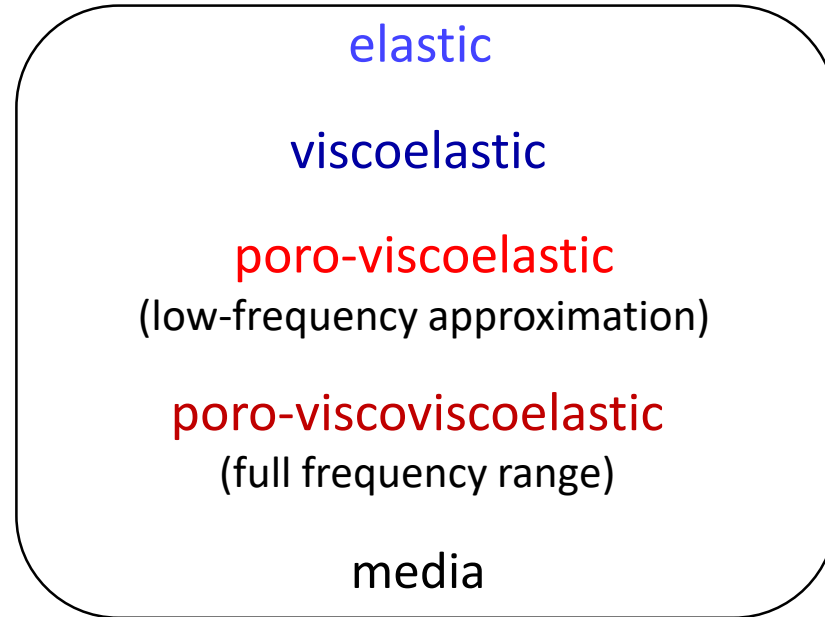 elastic
viscoelastic
poro-viscoelastic
(low-frequency approximation)
poro-viscoviscoelastic
(full frequency range)
media